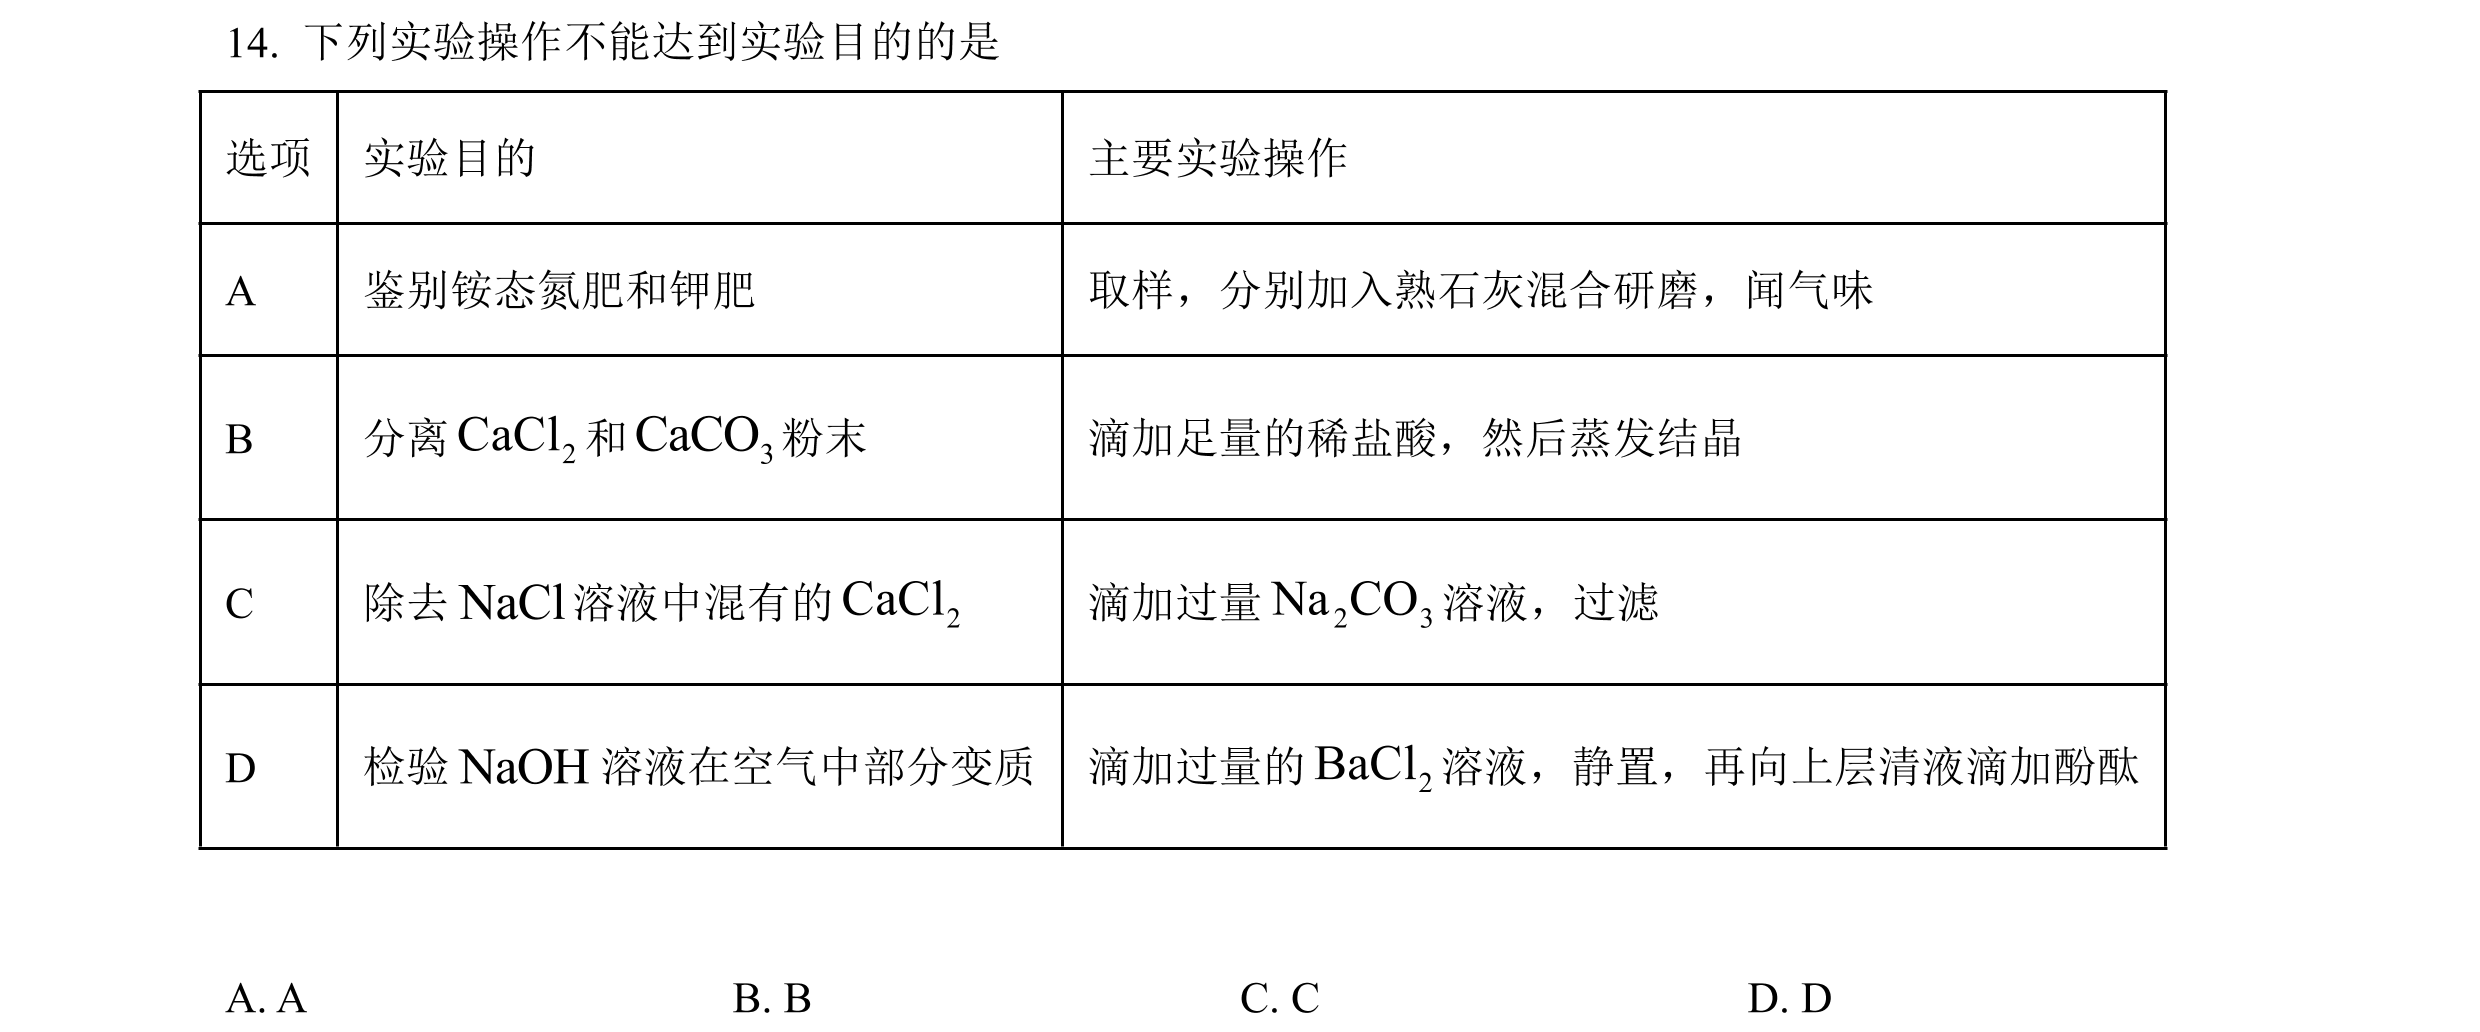 14. 下列实验操作不能达到实验目的的是
选项 实验目的 主要实验操作
A 鉴别铵态氮肥和钾肥 取样，分别加入熟石灰混合研磨，闻气味
B 分离 CaCl₂ 和 CaCO₃ 粉末 滴加足量的稀盐酸，然后蒸发结晶
C 除去 NaCl 溶液中混有的 CaCl₂ 滴加过量 Na₂CO₃ 溶液，过滤
D 检验 NaOH 溶液在空气中部分变质 滴加过量的 BaCl₂ 溶液，静置，再向上层清液滴加酚酞
A. A B. B C. C D. D